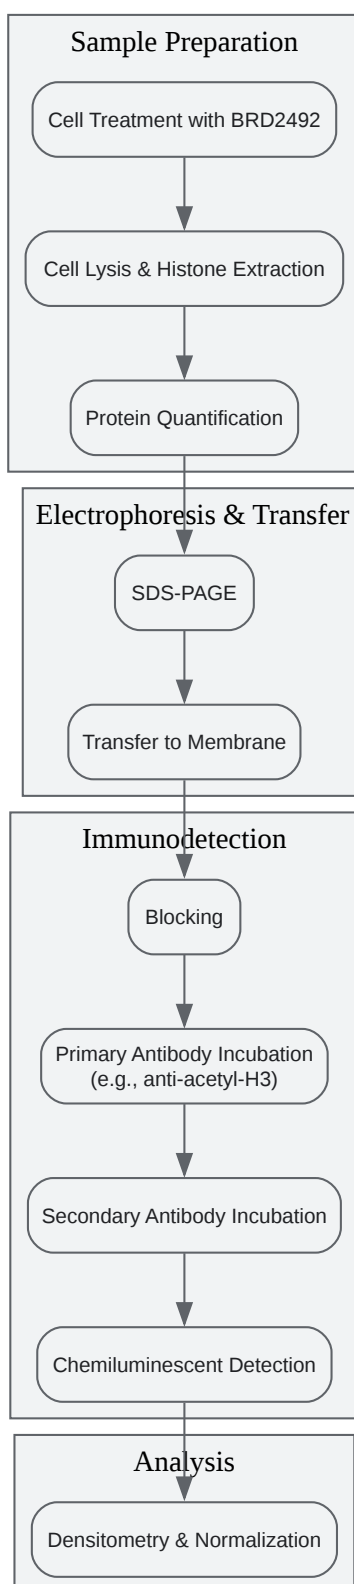 Sample Preparation
Cell Treatment with BRD2492
Cell Lysis & Histone Extraction
Protein Quantification
Electrophoresis & Transfer
SDS-PAGE
Transfer to Membrane
Immunodetection
Blocking
Primary Antibody Incubation
(e.g., anti-acetyl-H3)
Secondary Antibody Incubation
Chemiluminescent Detection
Analysis
Densitometry & Normalization